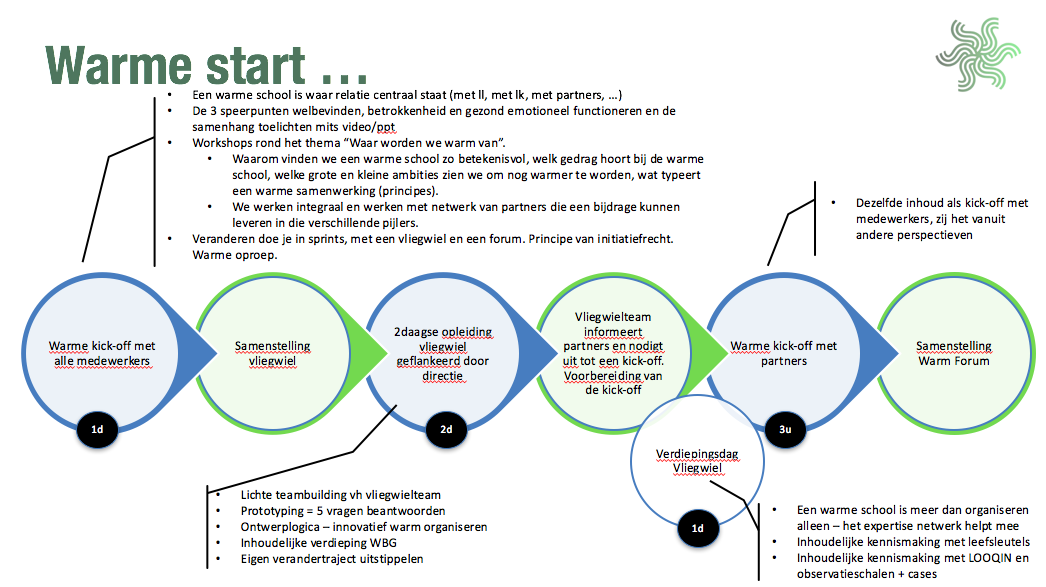 Warme start …
• Een warme school is waar relatie centraal staat (met ll, met lk, met partners, …)
• De 3 speerpunten welbevinden, betrokkenheid en gezond emotioneel functioneren en de
samenhang toelichten mits video/ppt
• Workshops rond het thema “Waar worden we warm van”.
• Waarom vinden we een warme school zo betekenisvol, welk gedrag hoort bij de warme
school, welke grote en kleine ambities zien we om nog warmer te worden, wat typeert
een warme samenwerking (principes).
• We werken integraal en werken met netwerk van partners die een bijdrage kunnen
leveren in die verschillende pijlers.
• Veranderen doe je in sprints, met een vliegwiel en een forum. Principe van initiatiefrecht.
Warme oproep.
• Dezelfde inhoud als kick-off met
medewerkers, zij het vanuit
andere perspectieven
Warme kick-off met
alle medewerkers
1d
Samenstelling
vliegwiel
2daagse opleiding
vliegwiel
geflankeerd door
directie
2d
Vliegwielteam
informeert
partners en nodigt
uit tot een kick-off.
Voorbereiding van
de kick-off
Warme kick-off met
partners
3u
Samenstelling
Warm Forum
Verdiepingsdag
Vliegwiel
1d
• Lichte teambuilding vh vliegwielteam
• Prototyping = 5 vragen beantwoorden
• Ontwerplogica – innovatief warm organiseren
• Inhoudelijke verdieping WBG
• Eigen verandertraject uitstippelen
• Een warme school is meer dan organiseren
alleen – het expertise netwerk helpt mee
• Inhoudelijke kennismaking met leefsleutels
• Inhoudelijke kennismaking met LOOQIN en
observatieschalen + cases